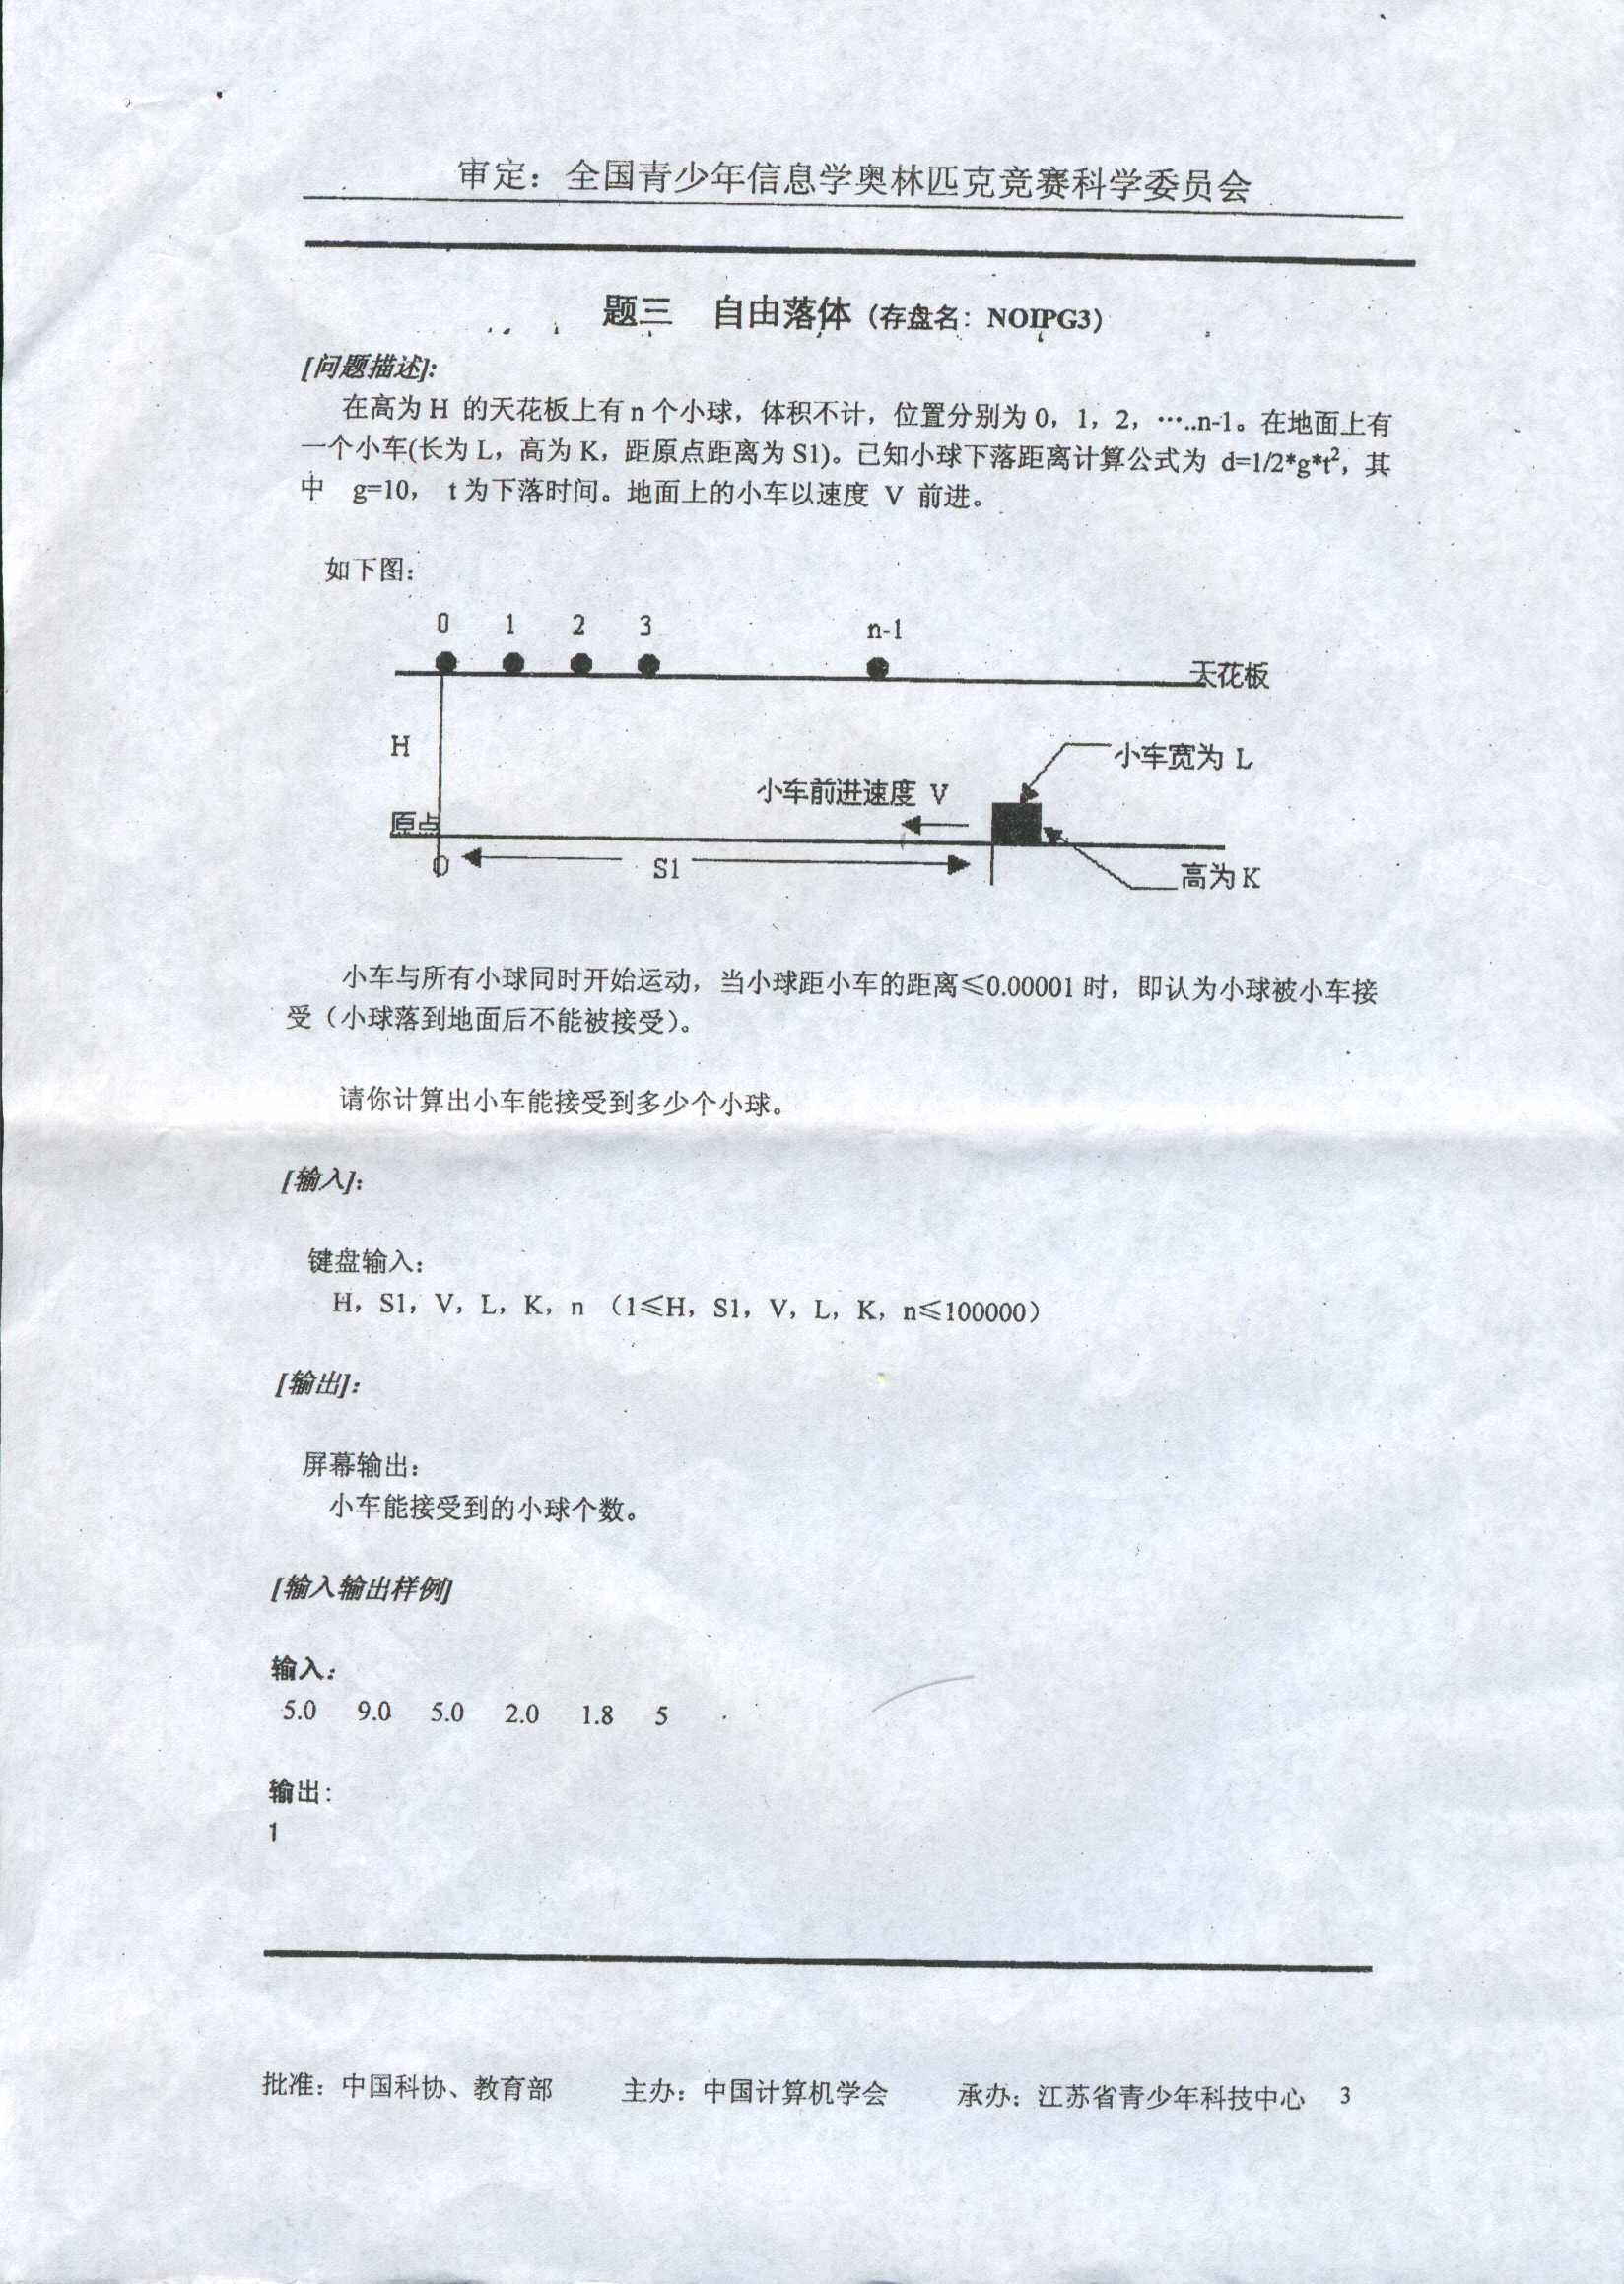 审定：全国青少年信息学奥林匹克竞赛科学委员会
题三 自由落体（存盘名：NOIPG3）
[问题描述]:
在高为 H 的天花板上有 n 个小球，体积不计，位置分别为 0，1，2，…..n-1。在地面上有
一个小车(长为 L，高为 K，距原点距离为 S1)。已知小球下落距离计算公式为 d=1/2*g*t²，其
中 g=10， t 为下落时间。地面上的小车以速度 V 前进。
如下图：
0 1 2 3 n-1
天花板
H
小车宽为 L
小车前进速度 V
原点
0
S1
高为 K
小车与所有小球同时开始运动，当小球距小车的距离≤0.00001 时，即认为小球被小车接
受（小球落到地面后不能被接受）。
请你计算出小车能接受到多少个小球。
[输入]：
键盘输入：
H，S1，V，L，K，n （1≤H，S1，V，L，K，n≤100000）
[输出]：
屏幕输出：
小车能接受到的小球个数。
[输入输出样例]
输入：
5.0 9.0 5.0 2.0 1.8 5
输出：
1
批准：中国科协、教育部 主办：中国计算机学会 承办：江苏省青少年科技中心 3